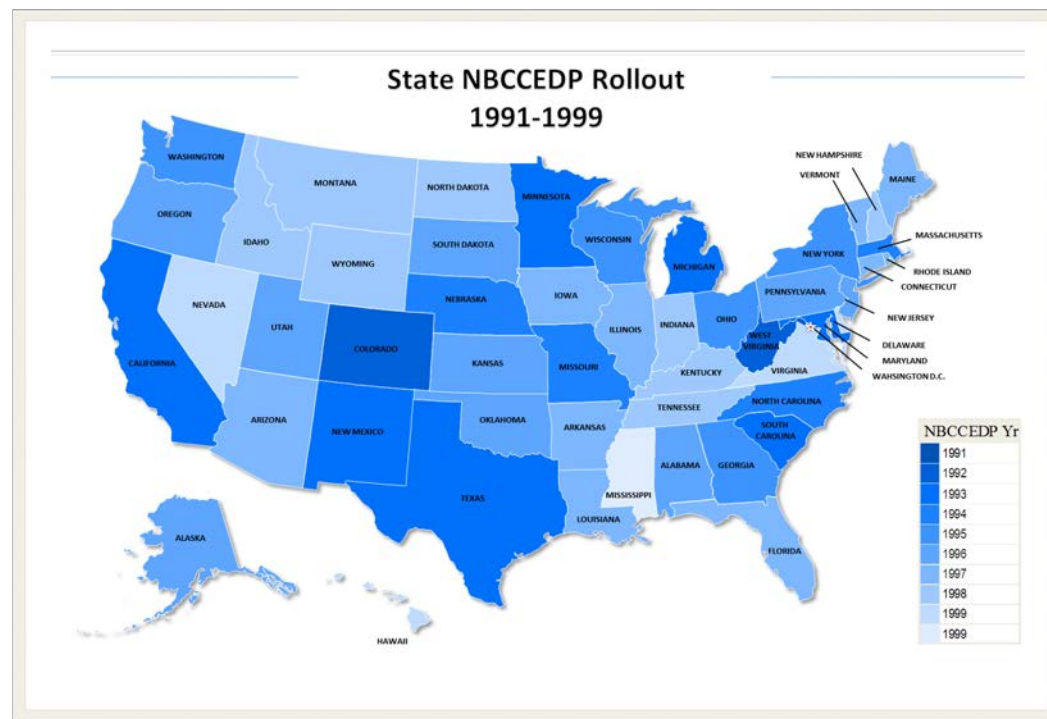 State NBCCEDP Rollout
1991-1999
NEW HAMPSHIRE
VERMONT
WASHINGTON
MONTANA
NORTH DAKOTA
MINNESOTA
MAINE
OREGON
IDAHO
SOUTH DAKOTA
WISCONSIN
MICHIGAN
NEW YORK
MASSACHUSETTS
WYOMING
RHODE ISLAND
CONNECTICUT
NEVADA
NEBRASKA
IOWA
PENNSYLVANIA
NEW JERSEY
UTAH
COLORADO
ILLINOIS
INDIANA
OHIO
WEST
VIRGINIA
DELAWARE
MARYLAND
WAHSINGTON D.C.
CALIFORNIA
KANSAS
MISSOURI
KENTUCKY
VIRGINIA
ARIZONA
NEW MEXICO
OKLAHOMA
ARKANSAS
TENNESSEE
NORTH CAROLINA
SOUTH
CAROLINA
TEXAS
LOUISIANA
MISSISSIPPI
ALABAMA
GEORGIA
FLORIDA
ALASKA
HAWAII
NBCCEDP Yr
1991
1992
1993
1994
1995
1996
1997
1998
1999
1999